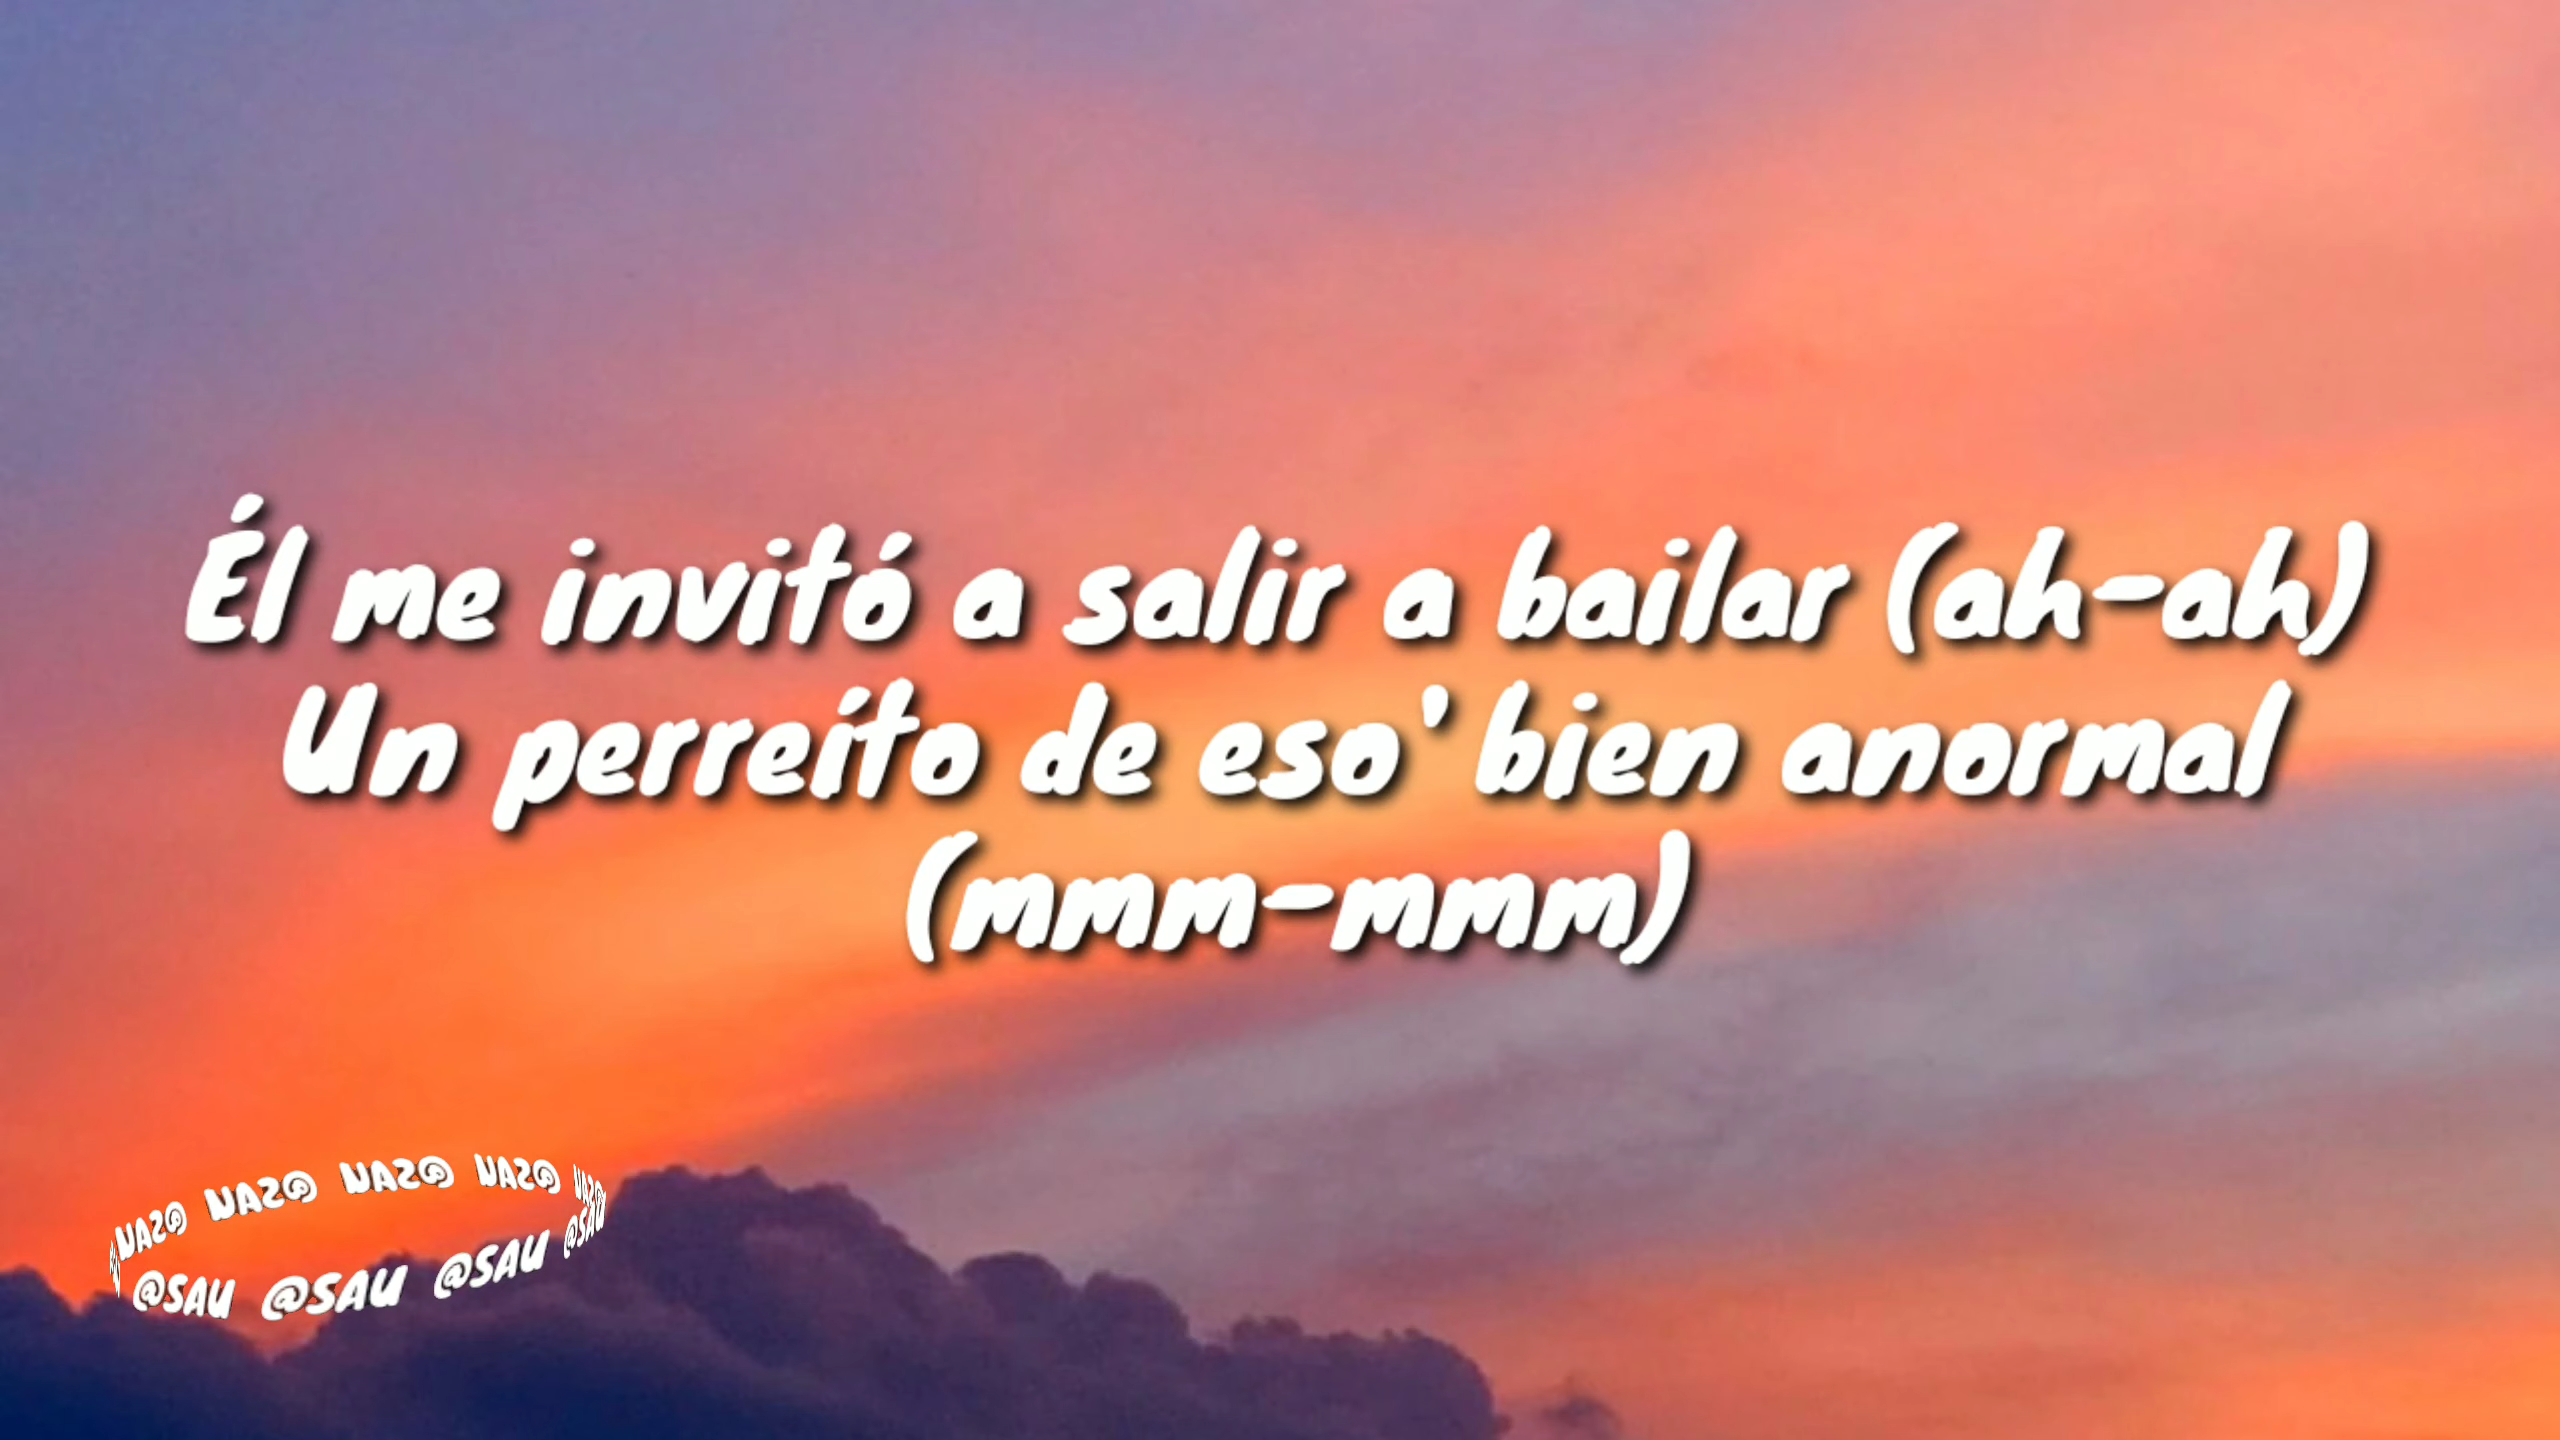 Él me invitó a salir a bailar (ah-ah)
Un perreíto de eso' bien anormal
(mmm-mmm)
@SAU @SAU @SAU @SAU @SAU
@SAU @SAU @SAU @SAU